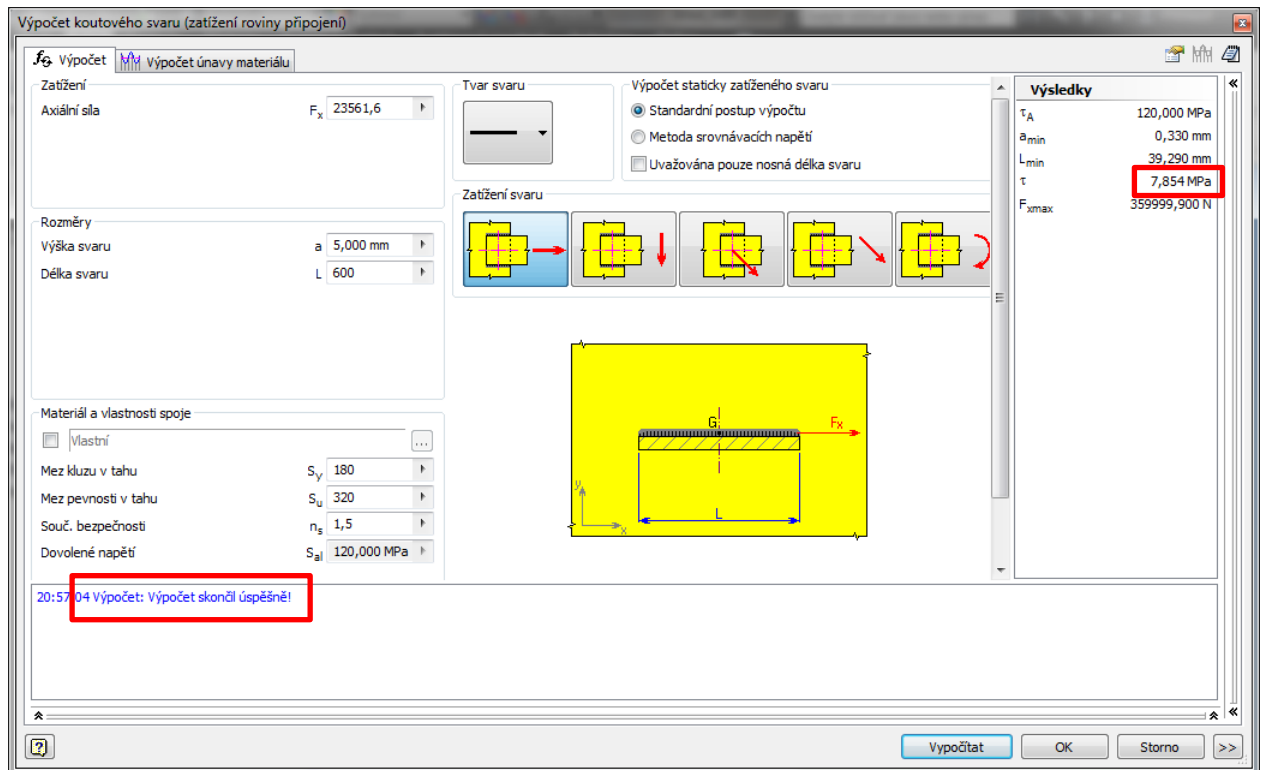 Výpočet koutového svaru (zatížení roviny připojení)
fG Výpočet
Výpočet únavy materiálu
Zatížení
Axiální síla Fx 23561,6
Rozměry
Výška svaru a 5,000 mm
Délka svaru L 600
Materiál a vlastnosti spoje
Vlastní ...
Mez kluzu v tahu Sy 180
Mez pevnosti v tahu Su 320
Souč. bezpečnosti ns 1,5
Dovolené napětí Sal 120,000 MPa
Tvar svaru
Výpočet staticky zatíženého svaru
Standardní postup výpočtu
Metoda srovnávacích napětí
Uvažována pouze nosná délka svaru
Zatížení svaru
G Fx
y
L
x
Výsledky
τA 120,000 MPa
amin 0,330 mm
Lmin 39,290 mm
τ 7,854 MPa
Fxmax 359999,900 N
20:57:04 Výpočet: Výpočet skončil úspěšně!
? Vypočítat OK Storno >>